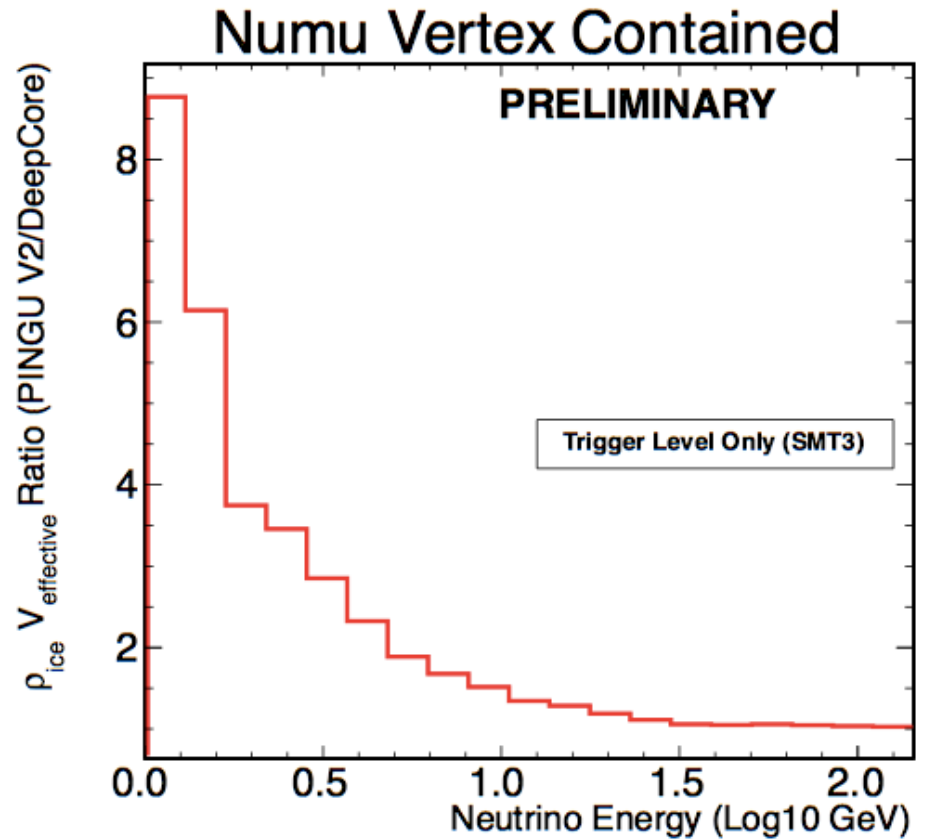 Numu Vertex Contained
PRELIMINARY
Trigger Level Only (SMT3)
ρice Veffective Ratio (PINGU V2/DeepCore)
8
6
4
2
0.0 0.5 1.0 1.5 2.0
Neutrino Energy (Log10 GeV)